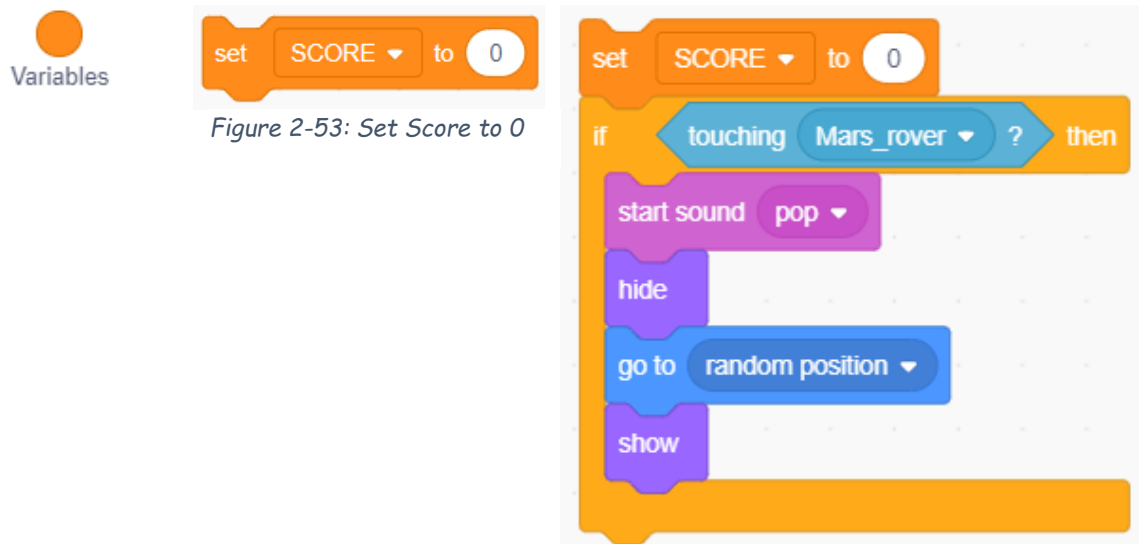 Variables
set SCORE to 0
Figure 2-53: Set Score to 0
set SCORE to 0
if touching Mars_rover ? then
start sound pop
hide
go to random position
show